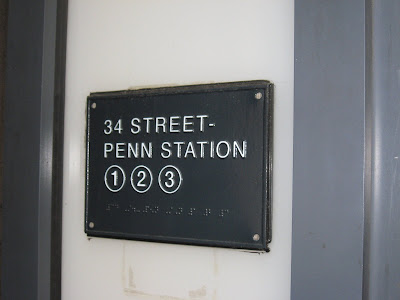 34 STREET-
PENN STATION
1 2 3